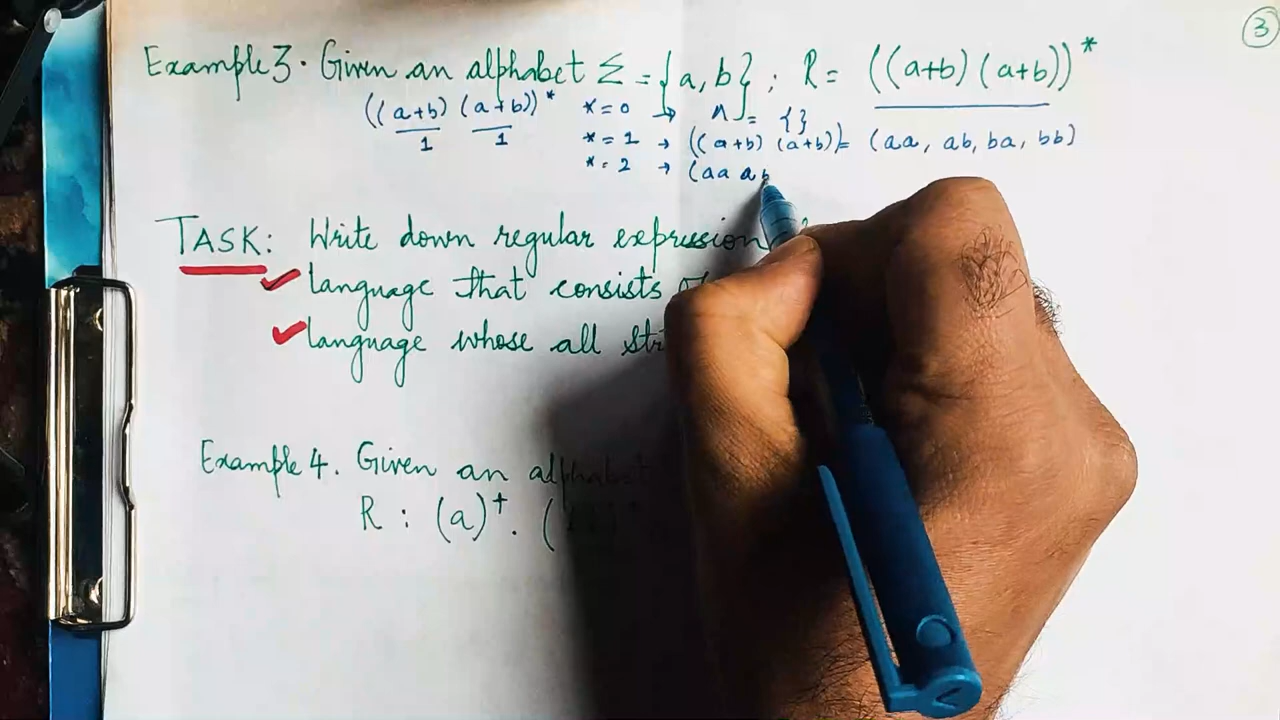 3
Example 3. Given an alphabet Σ = {a, b} ; R = ((a+b) (a+b))*
((a+b) (a+b))* *=0 → Λ = {}
1 1 *=1 → ((a+b) (a+b)) = (aa, ab, ba, bb)
*=2 → (aa ab
TASK: Write down regular expression
language that consists
language whose all
Example 4. Given an alphabet
R : (a)⁺. (